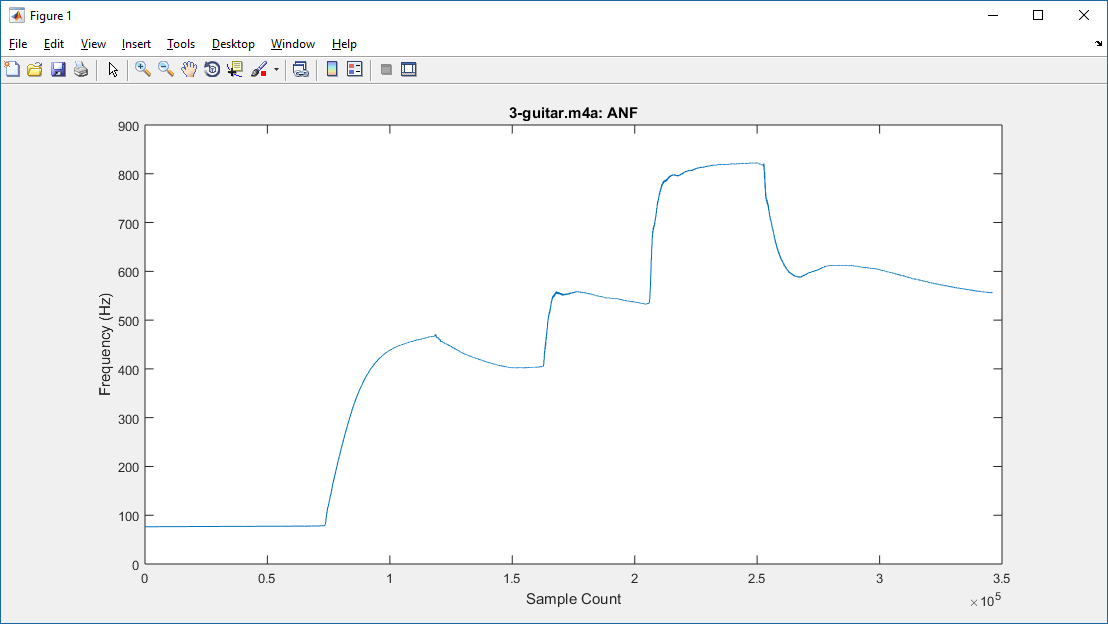 Figure 1
File Edit View Insert Tools Desktop Window Help
3-guitar.m4a: ANF
900
800
700
600
500
400
300
200
100
0
Frequency (Hz)
0 0.5 1 1.5 2 2.5 3 3.5
Sample Count
×10^5